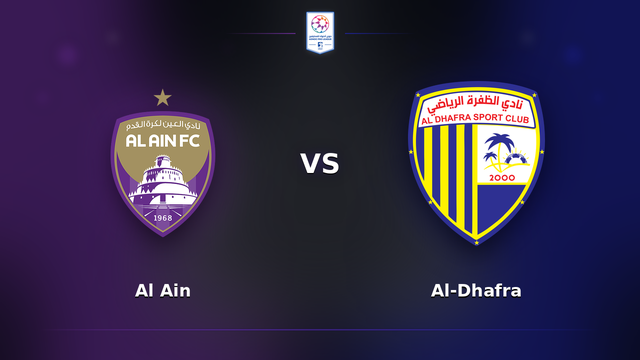 نادي العين لكرة القدم
AL AIN FC
1968
VS
نادي الظفرة الرياضي
AL DHAFRA SPORT CLUB
2000
Al Ain
Al-Dhafra